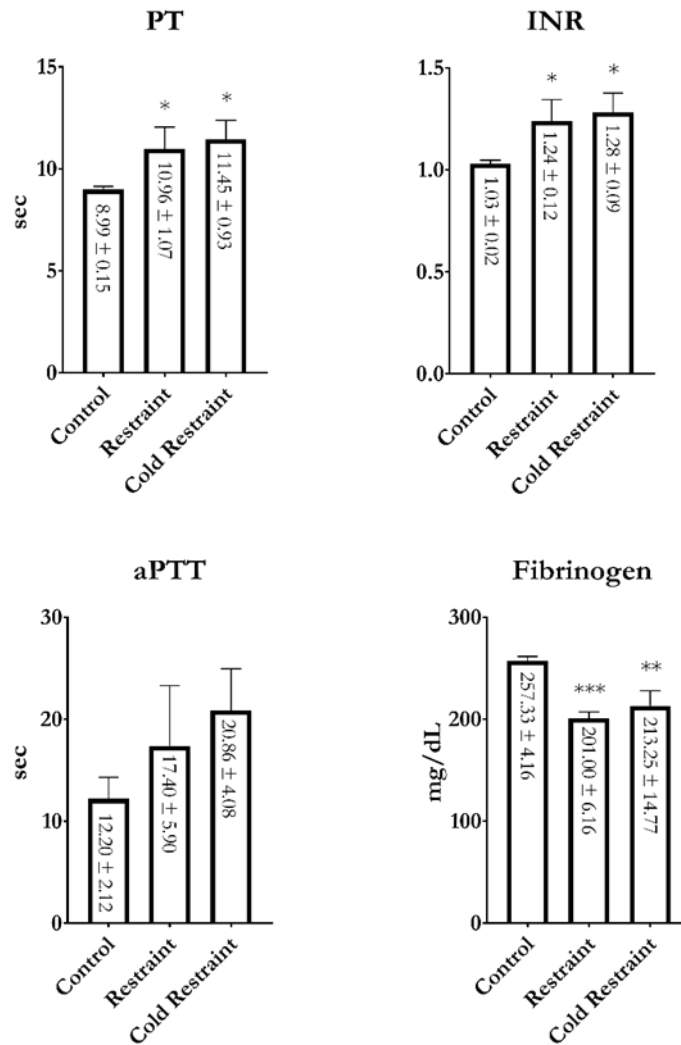 PT
15
10
5
0
sec
*
*
8.99 ± 0.15
10.96 ± 1.07
11.45 ± 0.93
Control
Restraint
Cold Restraint
INR
1.5
1.0
0.5
0.0
*
*
1.03 ± 0.02
1.24 ± 0.12
1.28 ± 0.09
Control
Restraint
Cold Restraint
aPTT
30
20
10
0
sec
12.20 ± 2.12
17.40 ± 5.90
20.86 ± 4.08
Control
Restraint
Cold Restraint
Fibrinogen
300
200
100
0
mg/dL
***
**
257.33 ± 4.16
201.00 ± 6.16
213.25 ± 14.77
Control
Restraint
Cold Restraint